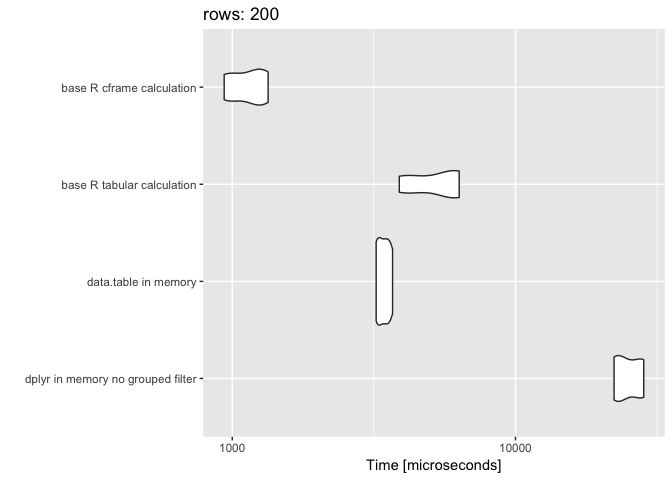 rows: 200
base R cframe calculation
base R tabular calculation
data.table in memory
dplyr in memory no grouped filter
1000
10000
Time [microseconds]